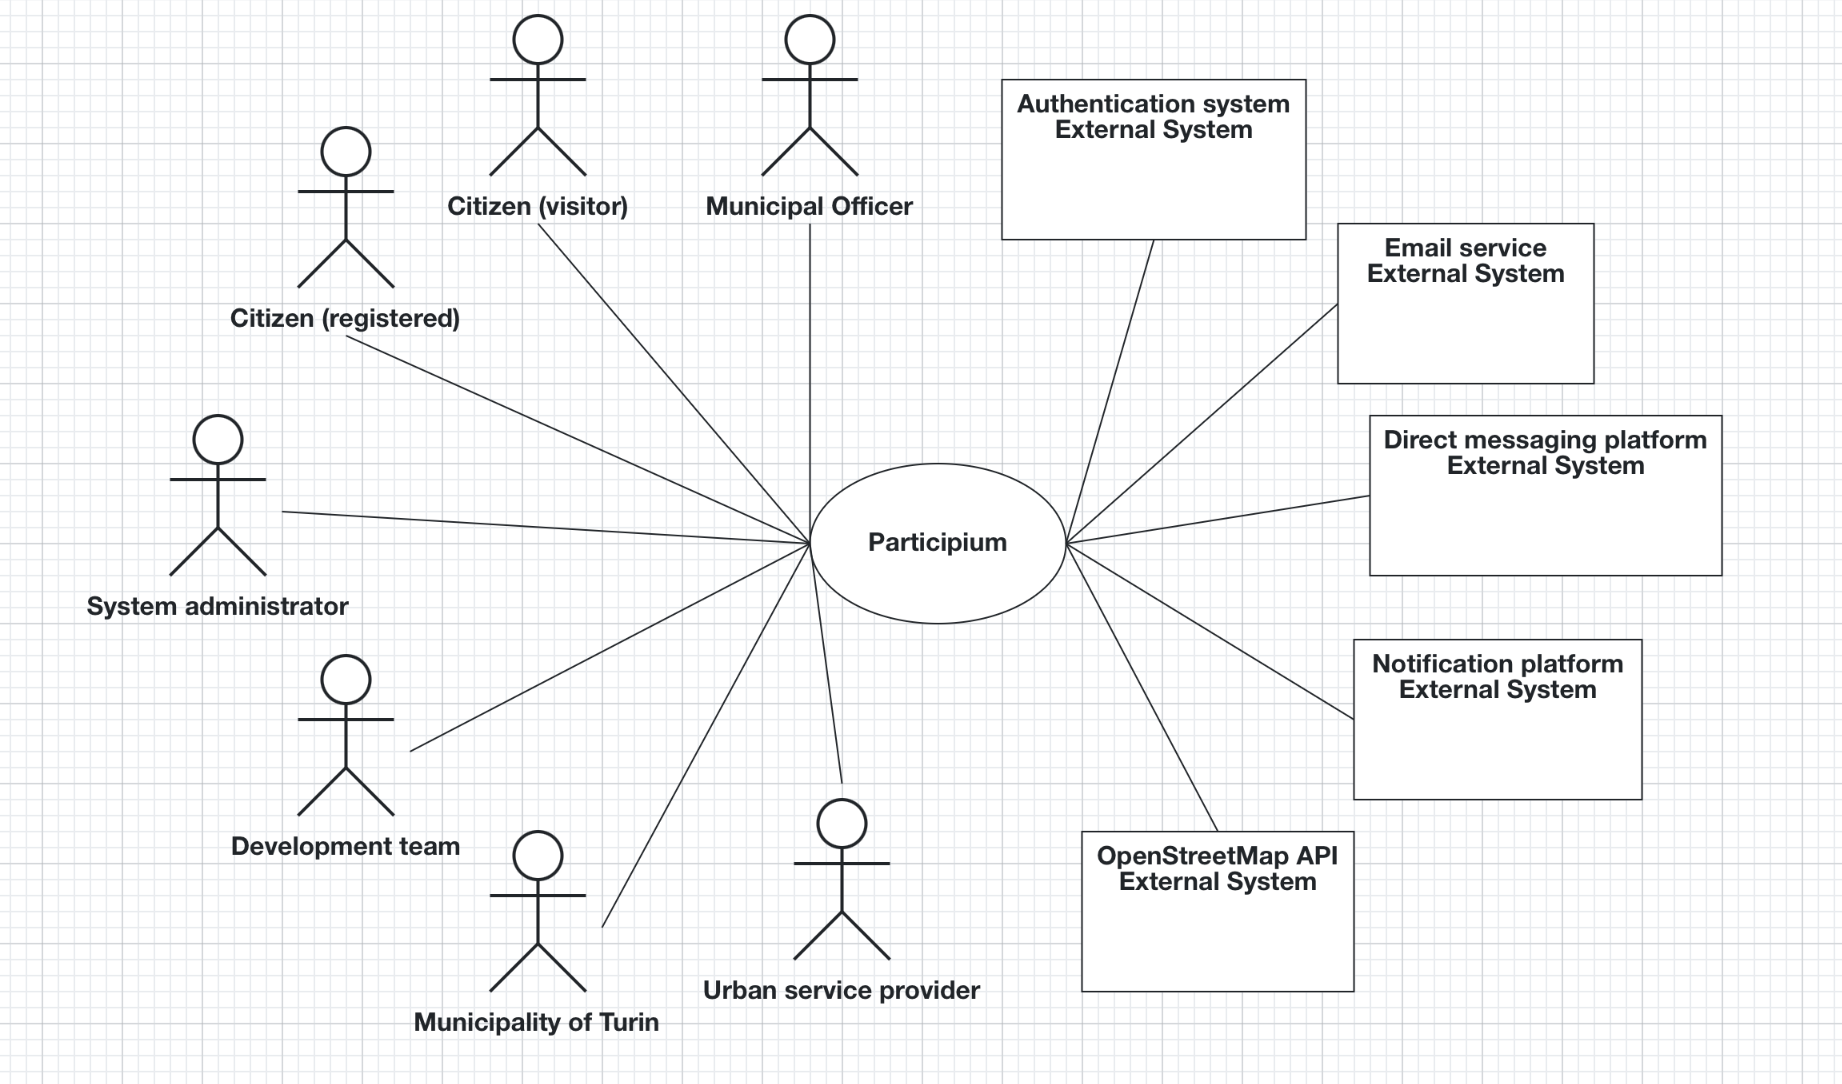 Citizen (visitor)
Municipal Officer
Authentication system
External System
Citizen (registered)
Email service
External System
System administrator
Participium
Direct messaging platform
External System
Development team
Notification platform
External System
Municipality of Turin
Urban service provider
OpenStreetMap API
External System